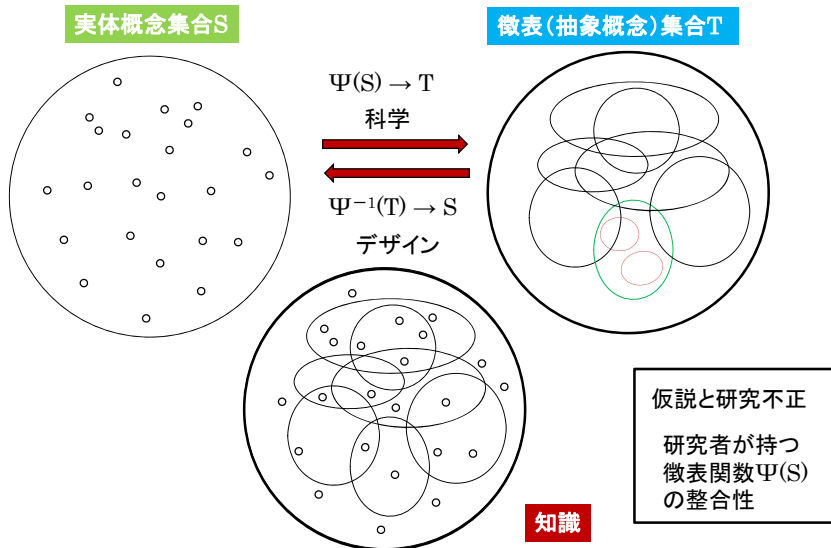 実体概念集合S
徴表(抽象概念)集合T
Ψ(S) → T
科学
Ψ⁻¹(T) → S
デザイン
仮説と研究不正
研究者が持つ
徴表関数Ψ(S)
の整合性
知識